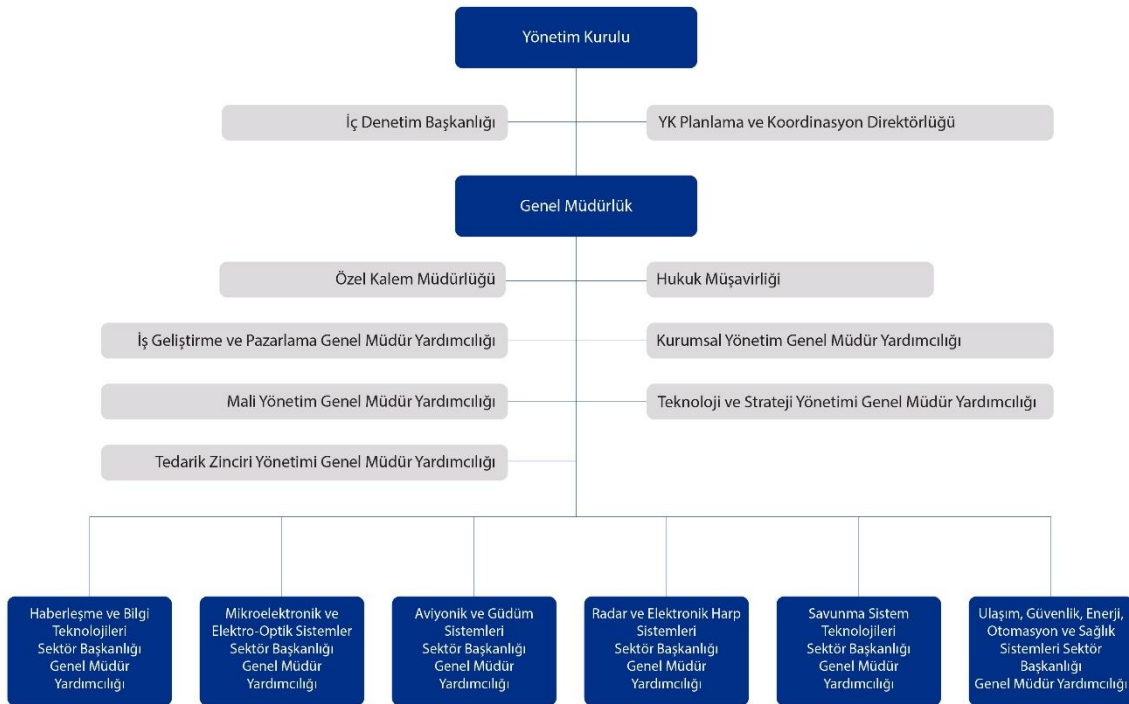 Yönetim Kurulu
İç Denetim Başkanlığı
YK Planlama ve Koordinasyon Direktörlüğü
Genel Müdürlük
Özel Kalem Müdürlüğü
Hukuk Müşavirliği
İş Geliştirme ve Pazarlama Genel Müdür Yardımcılığı
Kurumsal Yönetim Genel Müdür Yardımcılığı
Mali Yönetim Genel Müdür Yardımcılığı
Teknoloji ve Strateji Yönetimi Genel Müdür Yardımcılığı
Tedarik Zinciri Yönetimi Genel Müdür Yardımcılığı
Haberleşme ve Bilgi
Teknolojileri
Sektör Başkanlığı
Genel Müdür
Yardımcılığı
Mikroelektronik ve
Elektro-Optik Sistemler
Sektör Başkanlığı
Genel Müdür
Yardımcılığı
Aviyonik ve Güdüm
Sistemleri
Sektör Başkanlığı
Genel Müdür
Yardımcılığı
Radar ve Elektronik Harp
Sistemleri
Sektör Başkanlığı
Genel Müdür
Yardımcılığı
Savunma Sistem
Teknolojileri
Sektör Başkanlığı
Genel Müdür
Yardımcılığı
Ulaşım, Güvenlik, Enerji,
Otomasyon ve Sağlık
Sistemleri Sektör
Başkanlığı
Genel Müdür Yardımcılığı